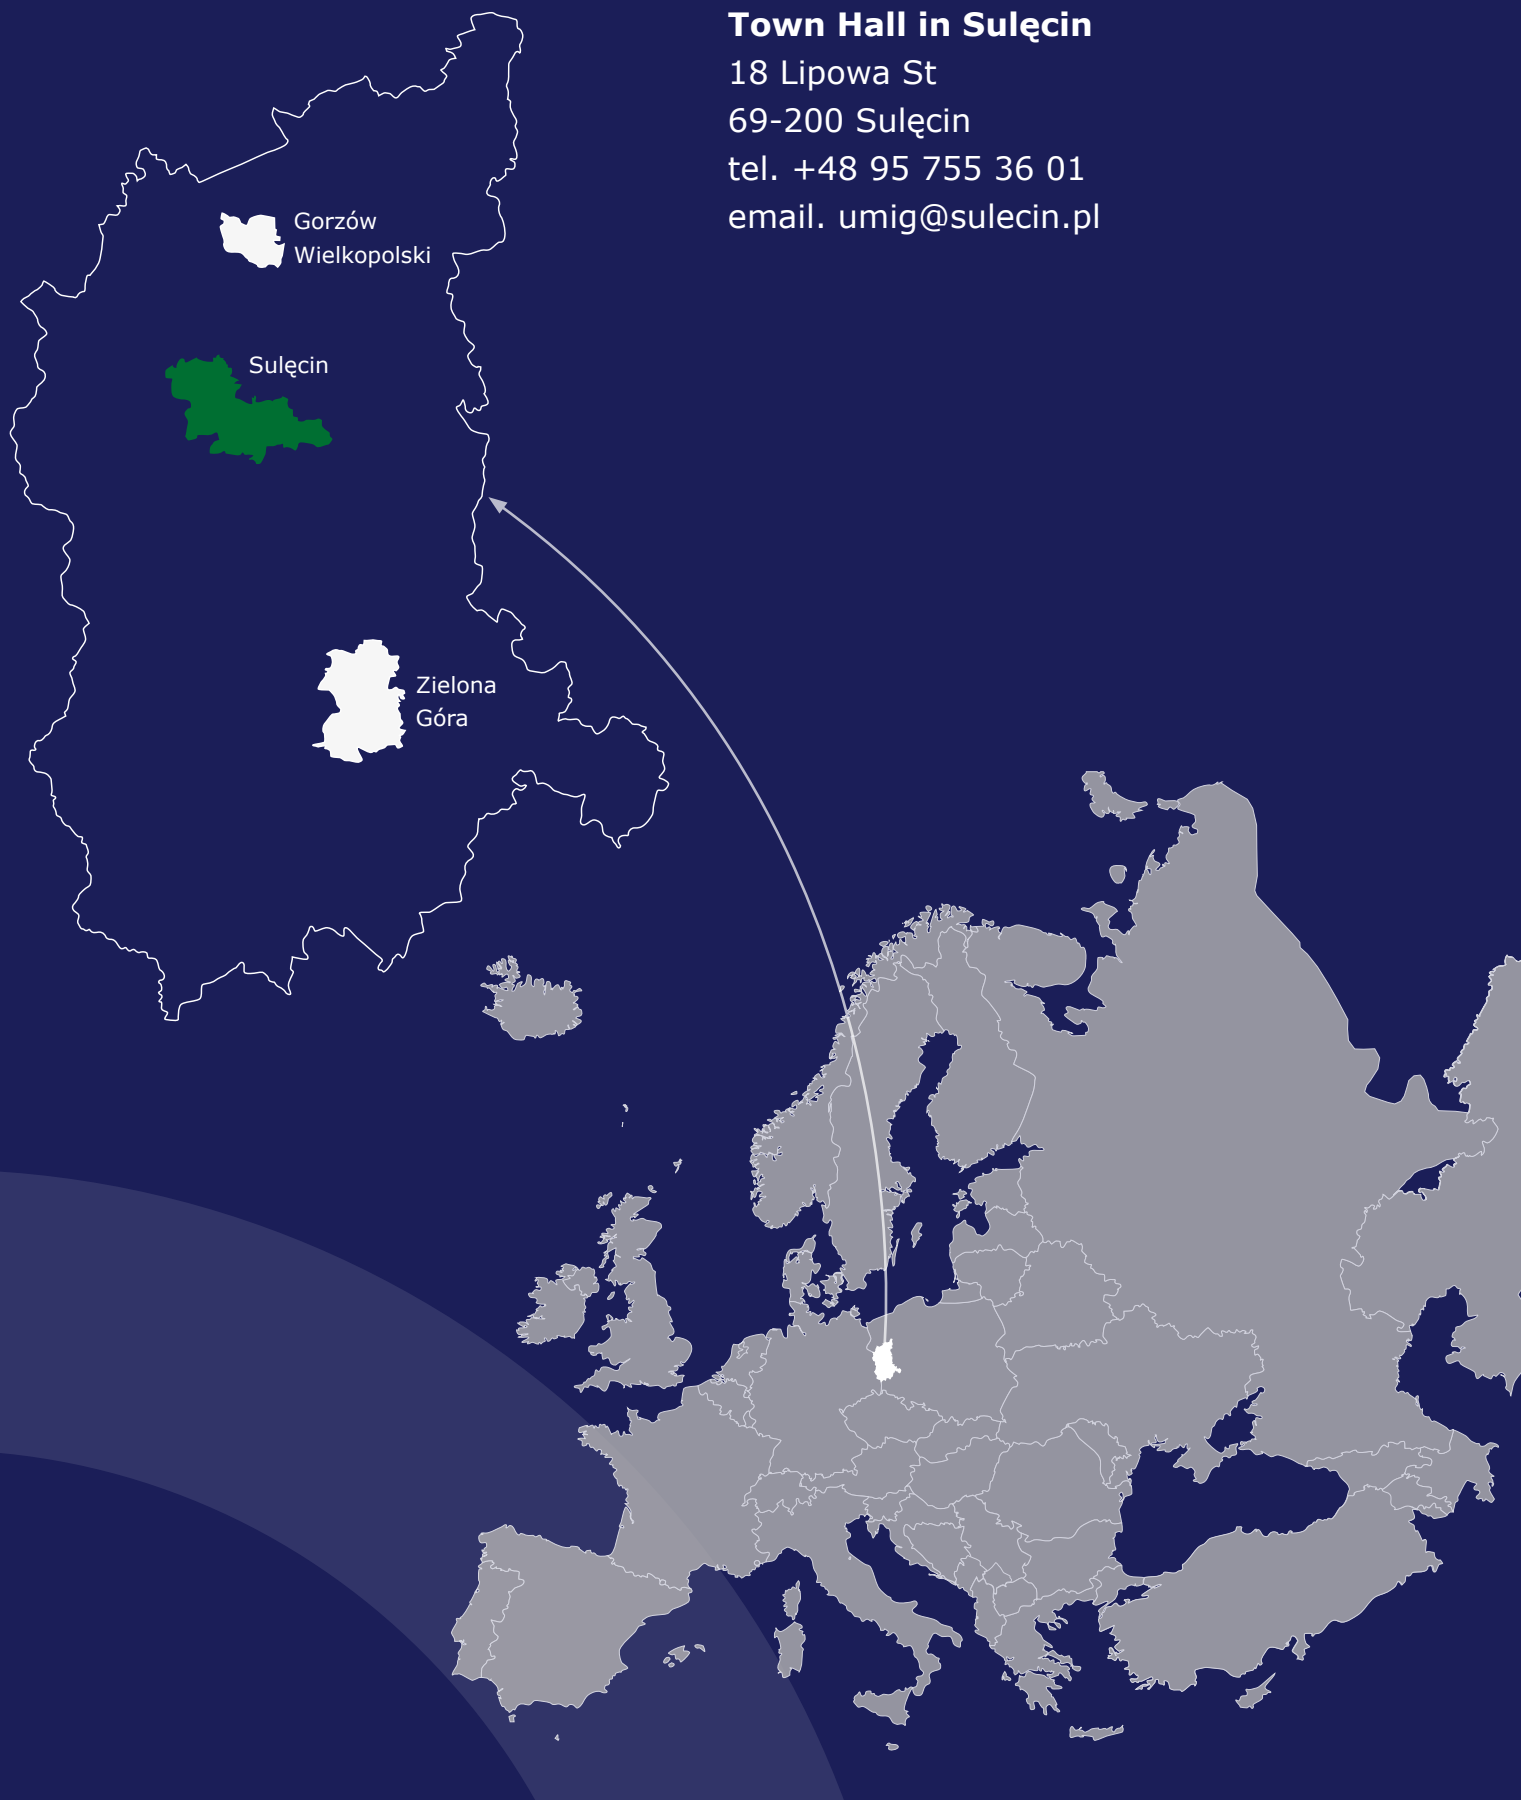 Town Hall in Sulęcin
18 Lipowa St
69-200 Sulęcin
tel. +48 95 755 36 01
email. umig@sulecin.pl
Gorzów
Wielkopolski
Sulęcin
Zielona
Góra